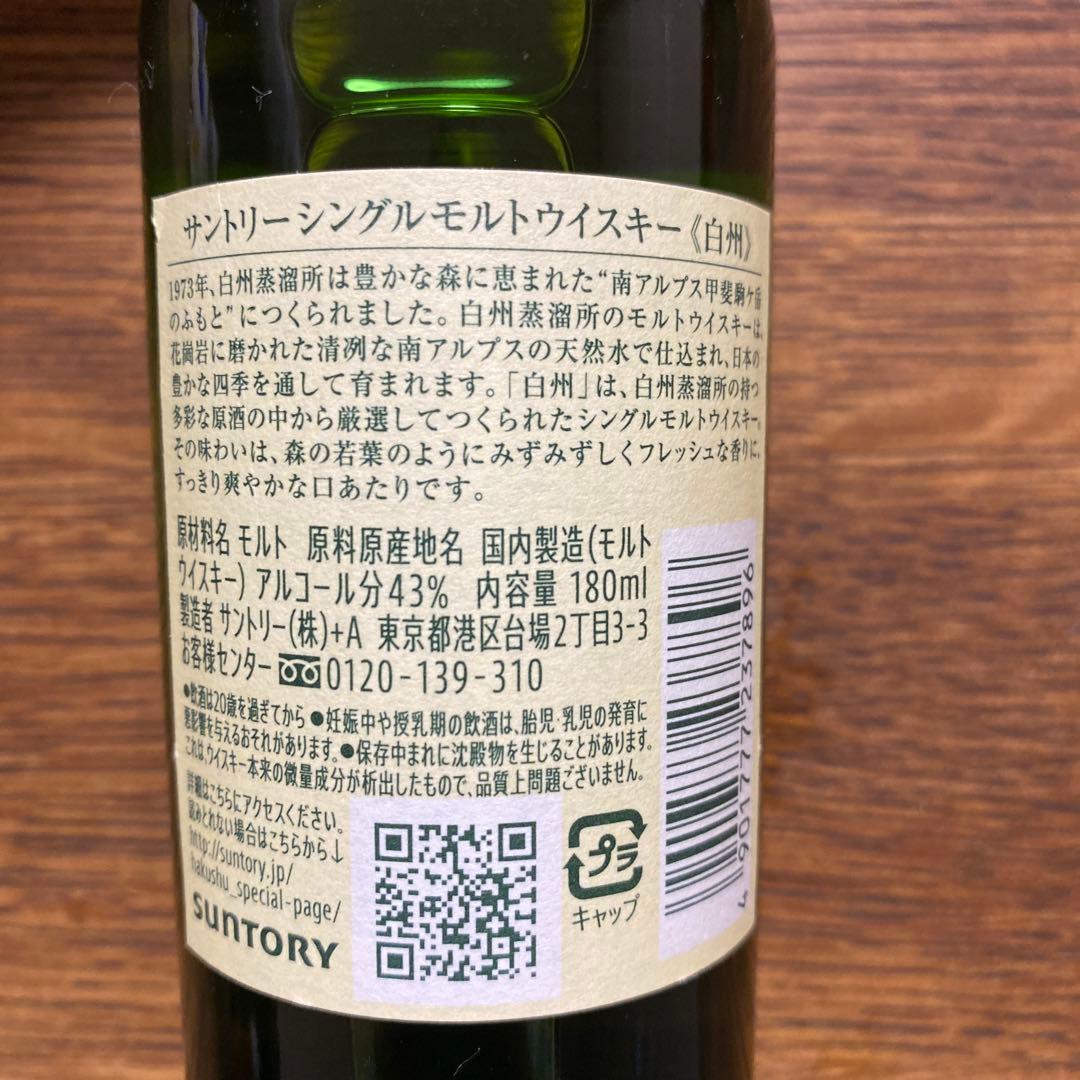 サントリーシングルモルトウイスキー《白州》
1973年、白州蒸溜所は豊かな森に恵まれた“南アルプス甲斐駒ケ岳
のふもと”につくられました。白州蒸溜所のモルトウイスキーは、
花崗岩に磨かれた清冽な南アルプスの天然水で仕込まれ、日本の
豊かな四季を通して育まれます。「白州」は、白州蒸溜所の持つ
多彩な原酒の中から厳選してつくられたシングルモルトウイスキー。
その味わいは、森の若葉のようにみずみずしくフレッシュな香りに、
すっきり爽やかな口あたりです。
原材料名 モルト 原料原産地名 国内製造(モルト
ウイスキー) アルコール分43% 内容量 180ml
製造者 サントリー(株)+A 東京都港区台場2丁目3-3
お客様センター 0120-139-310
●飲酒は20歳を過ぎてから ●妊娠中や授乳期の飲酒は、胎児・乳児の発育に
悪影響を与えるおそれがあります。●保存中まれに沈殿物を生じることがあります。
これは、ウイスキー本来の微量成分が析出したもので、品質上問題ございません。
詳細はこちらにアクセスください。
読みとれない場合はこちらから↓
http://suntory.jp/
hakushu_special-page/
SUNTORY
プラ
キャップ
4 901777 237896